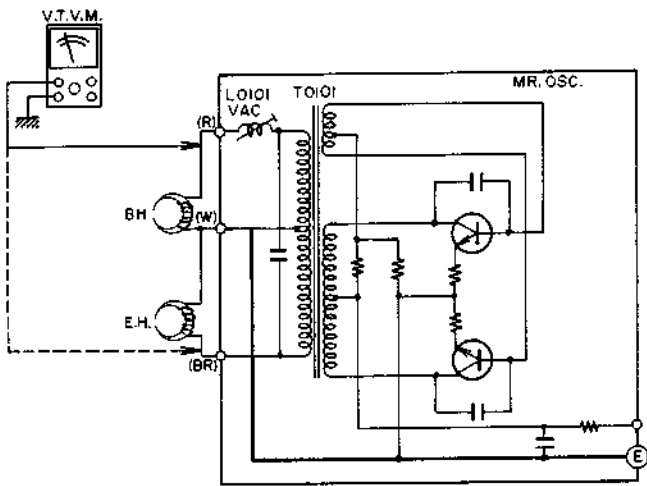 V.T.V.M.
MR. OSC.
L0101
VAC
T0101
(R)
BH
(W)
E.H.
(BR)
E